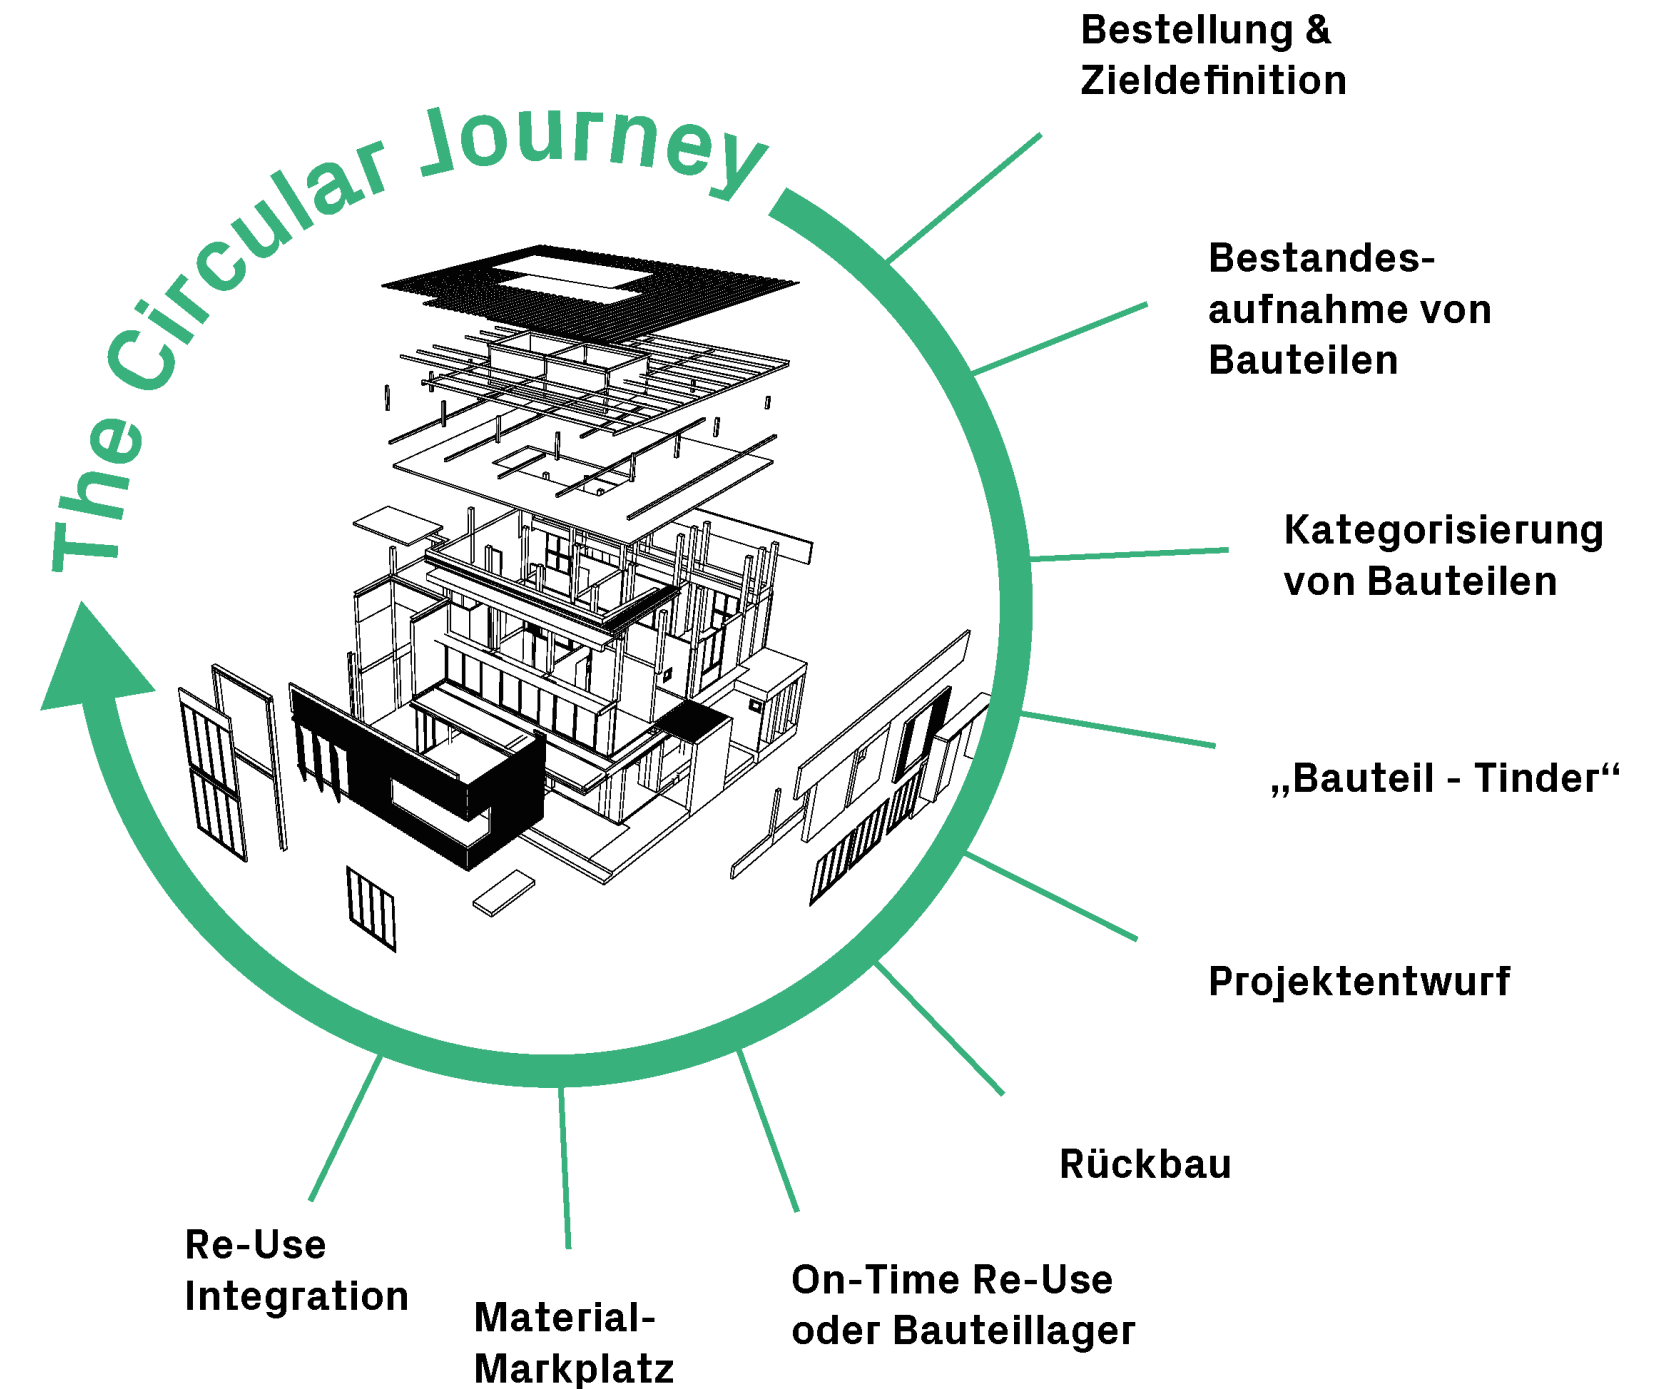 The Circular Journey
Bestellung &
Zieldefinition
Bestandes-
aufnahme von
Bauteilen
Kategorisierung
von Bauteilen
„Bauteil - Tinder“
Projektentwurf
Rückbau
On-Time Re-Use
oder Bauteillager
Material-
Markplatz
Re-Use
Integration